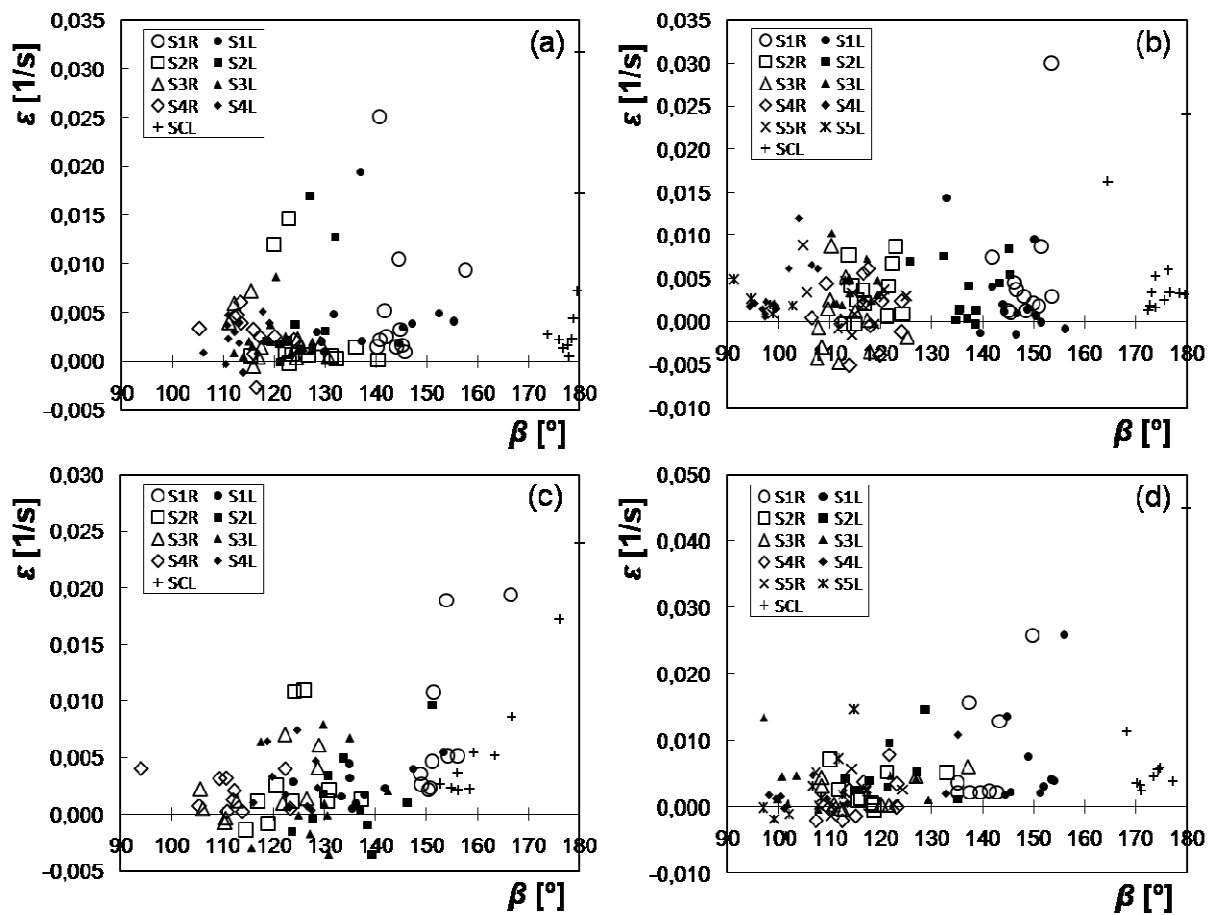 (a)
ε [1/s]
0,035
0,030
0,025
0,020
0,015
0,010
0,005
0,000
-0,005
S1R S1L
S2R S2L
S3R S3L
S4R S4L
SCL
90 100 110 120 130 140 150 160 170 180
β [º]
(b)
ε [1/s]
0,035
0,030
0,025
0,020
0,015
0,010
0,005
0,000
-0,005
-0,010
S1R S1L
S2R S2L
S3R S3L
S4R S4L
S5R S5L
SCL
90 100 110 120 130 140 150 160 170 180
β [º]
(c)
ε [1/s]
0,030
0,025
0,020
0,015
0,010
0,005
0,000
-0,005
S1R S1L
S2R S2L
S3R S3L
S4R S4L
SCL
90 100 110 120 130 140 150 160 170 180
β [º]
(d)
ε [1/s]
0,050
0,040
0,030
0,020
0,010
0,000
-0,010
S1R S1L
S2R S2L
S3R S3L
S4R S4L
S5R S5L
SCL
90 100 110 120 130 140 150 160 170 180
β [º]